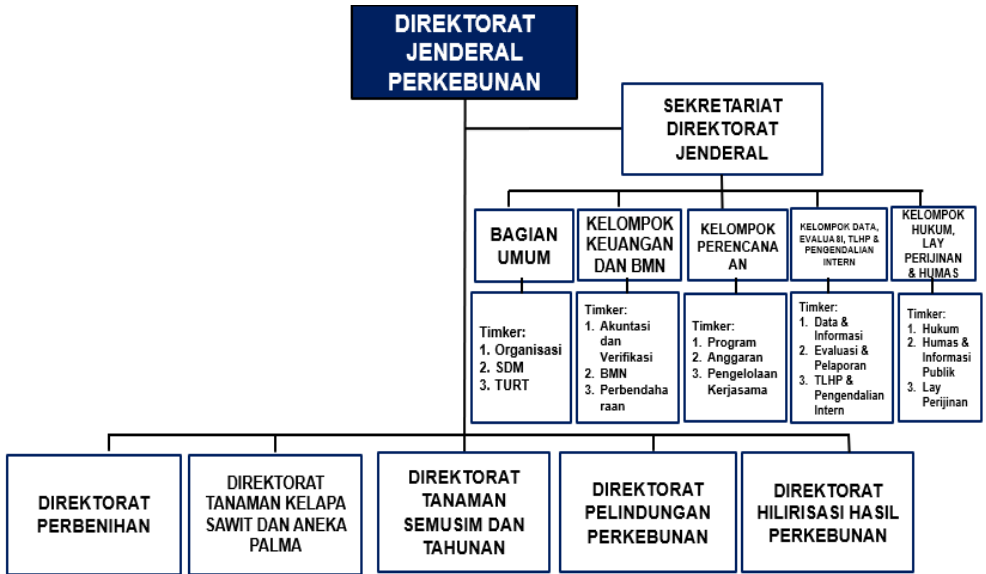 DIREKTORAT
JENDERAL
PERKEBUNAN
SEKRETARIAT
DIREKTORAT
JENDERAL
BAGIAN
UMUM
KELOMPOK
KEUANGAN
DAN BMN
KELOMPOK
PERENCANA
AN
KELOMPOK DATA,
EVALUASI, TLHP &
PENGENDALIAN
INTERN
KELOMPOK
HUKUM,
LAY
PERIJINAN
& HUMAS
Timker:
1. Organisasi
2. SDM
3. TURT
Timker:
1. Akuntasi
dan
Verifikasi
2. BMN
3. Perbendaha
raan
Timker:
1. Program
2. Anggaran
3. Pengelolaan
Kerjasama
Timker:
1. Data &
Informasi
2. Evaluasi &
Pelaporan
3. TLHP &
Pengendalian
Intern
Timker:
1. Hukum
2. Humas &
Informasi
Publik
3. Lay
Perijinan
DIREKTORAT
PERBENIHAN
DIREKTORAT
TANAMAN KELAPA
SAWIT DAN ANEKA
PALMA
DIREKTORAT
TANAMAN
SEMUSIM DAN
TAHUNAN
DIREKTORAT
PELINDUNGAN
PERKEBUNAN
DIREKTORAT
HILIRISASI HASIL
PERKEBUNAN